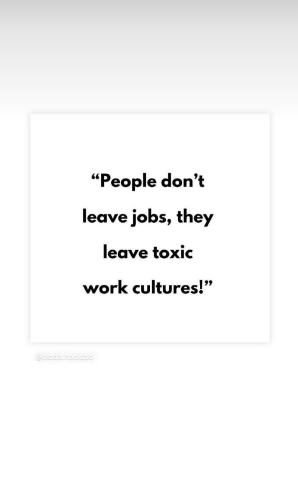 “People don’t
leave jobs, they
leave toxic
work cultures!”